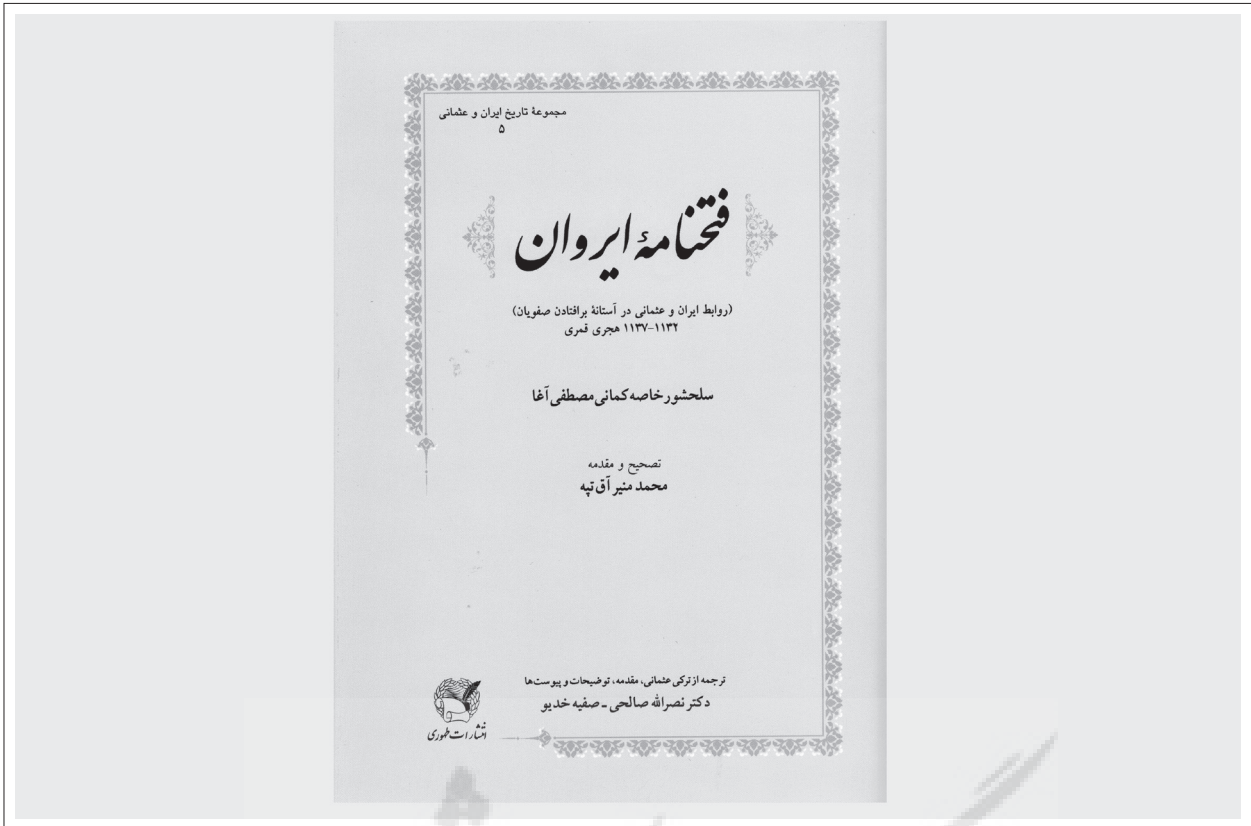 مجموعهٔ تاریخ ایران و عثمانی
۵
فتحنامهٔ ایروان
(روابط ایران و عثمانی در آستانهٔ برافتادن صفویان)
۱۱۳۲-۱۱۳۷ هجری قمری
سلحشور خاصه کمانی مصطفی آغا
تصحیح و مقدمه
محمد منیر آق تپه
ترجمه از ترکی عثمانی، مقدمه، توضیحات و پیوست‌ها
دکتر نصرالله صالحی ـ صفیه خدیو
انتشارات طهوری